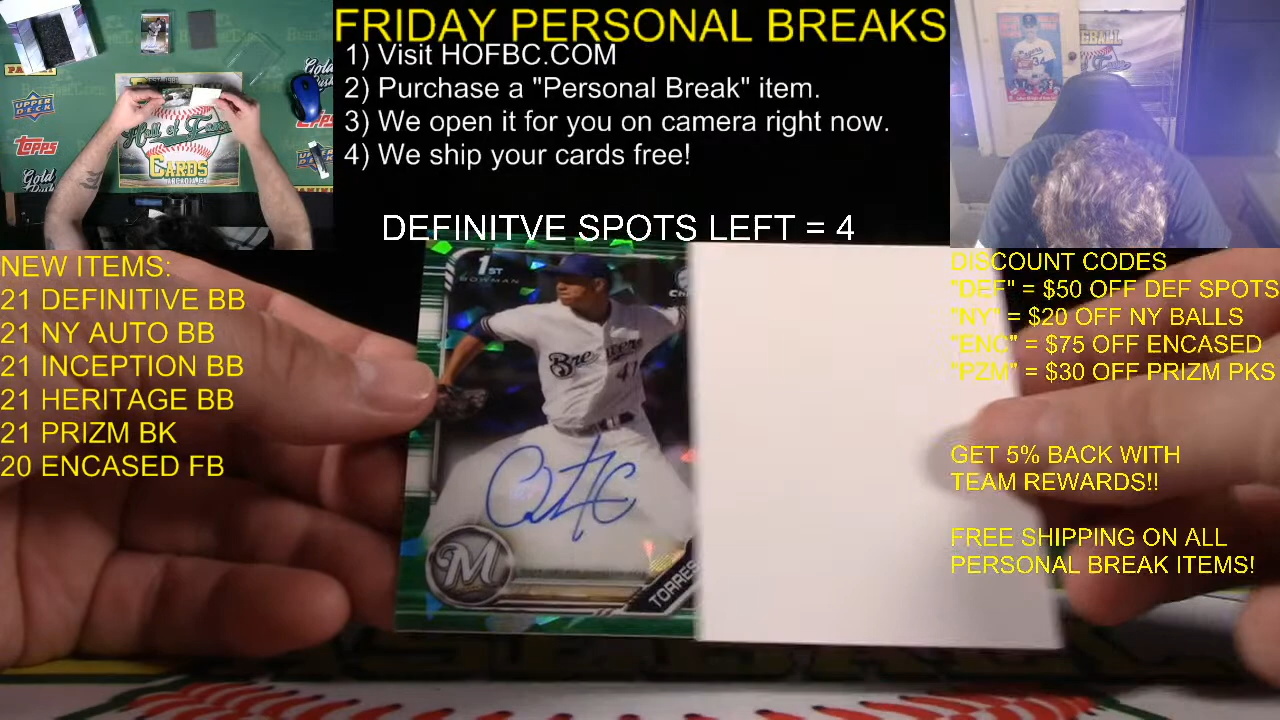 FRIDAY PERSONAL BREAKS
1) Visit HOFBC.COM
2) Purchase a "Personal Break" item.
3) We open it for you on camera right now.
4) We ship your cards free!
DEFINITVE SPOTS LEFT = 4
NEW ITEMS:
21 DEFINITIVE BB
21 NY AUTO BB
21 INCEPTION BB
21 HERITAGE BB
21 PRIZM BK
20 ENCASED FB
DISCOUNT CODES
"DEF" = $50 OFF DEF SPOTS
"NY" = $20 OFF NY BALLS
"ENC" = $75 OFF ENCASED
"PZM" = $30 OFF PRIZM PKS
GET 5% BACK WITH
TEAM REWARDS!!
FREE SHIPPING ON ALL
PERSONAL BREAK ITEMS!
1ST
BOWMAN
Brewers
47
M
TORRES
UPPER
DECK
TOPPS
Gold
Hall of Fame
CARDS
ARCADIA, CA
34